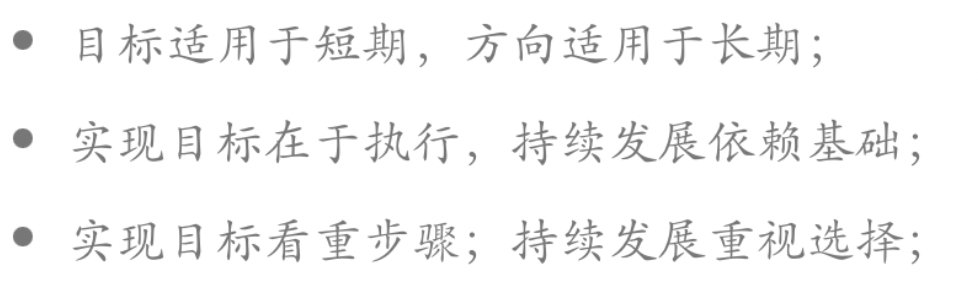 • 目标适用于短期，方向适用于长期；
• 实现目标在于执行，持续发展依赖基础；
• 实现目标看重步骤；持续发展重视选择；